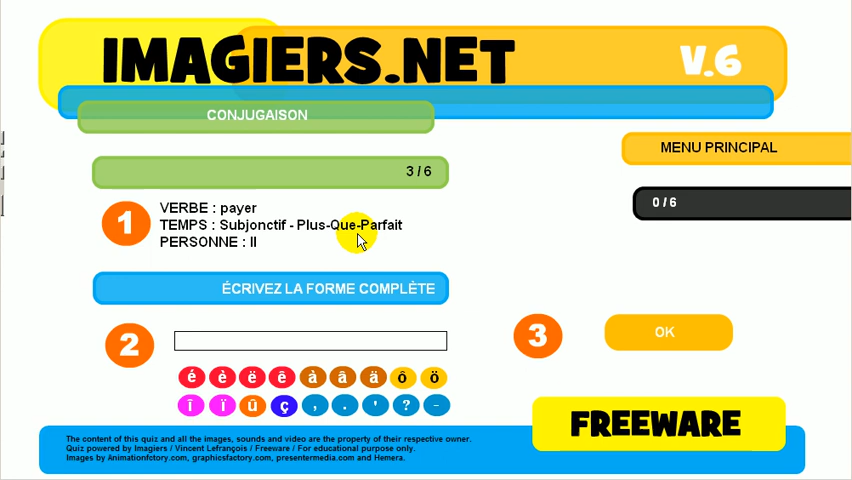 IMAGIERS.NET
V.6
CONJUGAISON
MENU PRINCIPAL
3 / 6
0 / 6
1
VERBE : payer
TEMPS : Subjonctif - Plus-Que-Parfait
PERSONNE : Il
ÉCRIVEZ LA FORME COMPLÈTE
2
3
OK
é è ë ê à â ä ô ö
Î Ï Û ç , . ' ? -
FREEWARE
The content of this quiz and all the images, sounds and video are the property of their respective owner.
Quiz powered by Imagiers / Vincent Lefrançois / Freeware / For educational purpose only.
Images by Animationfctory.com, graphicsfactory.com, presentermedia.com and Hemera.